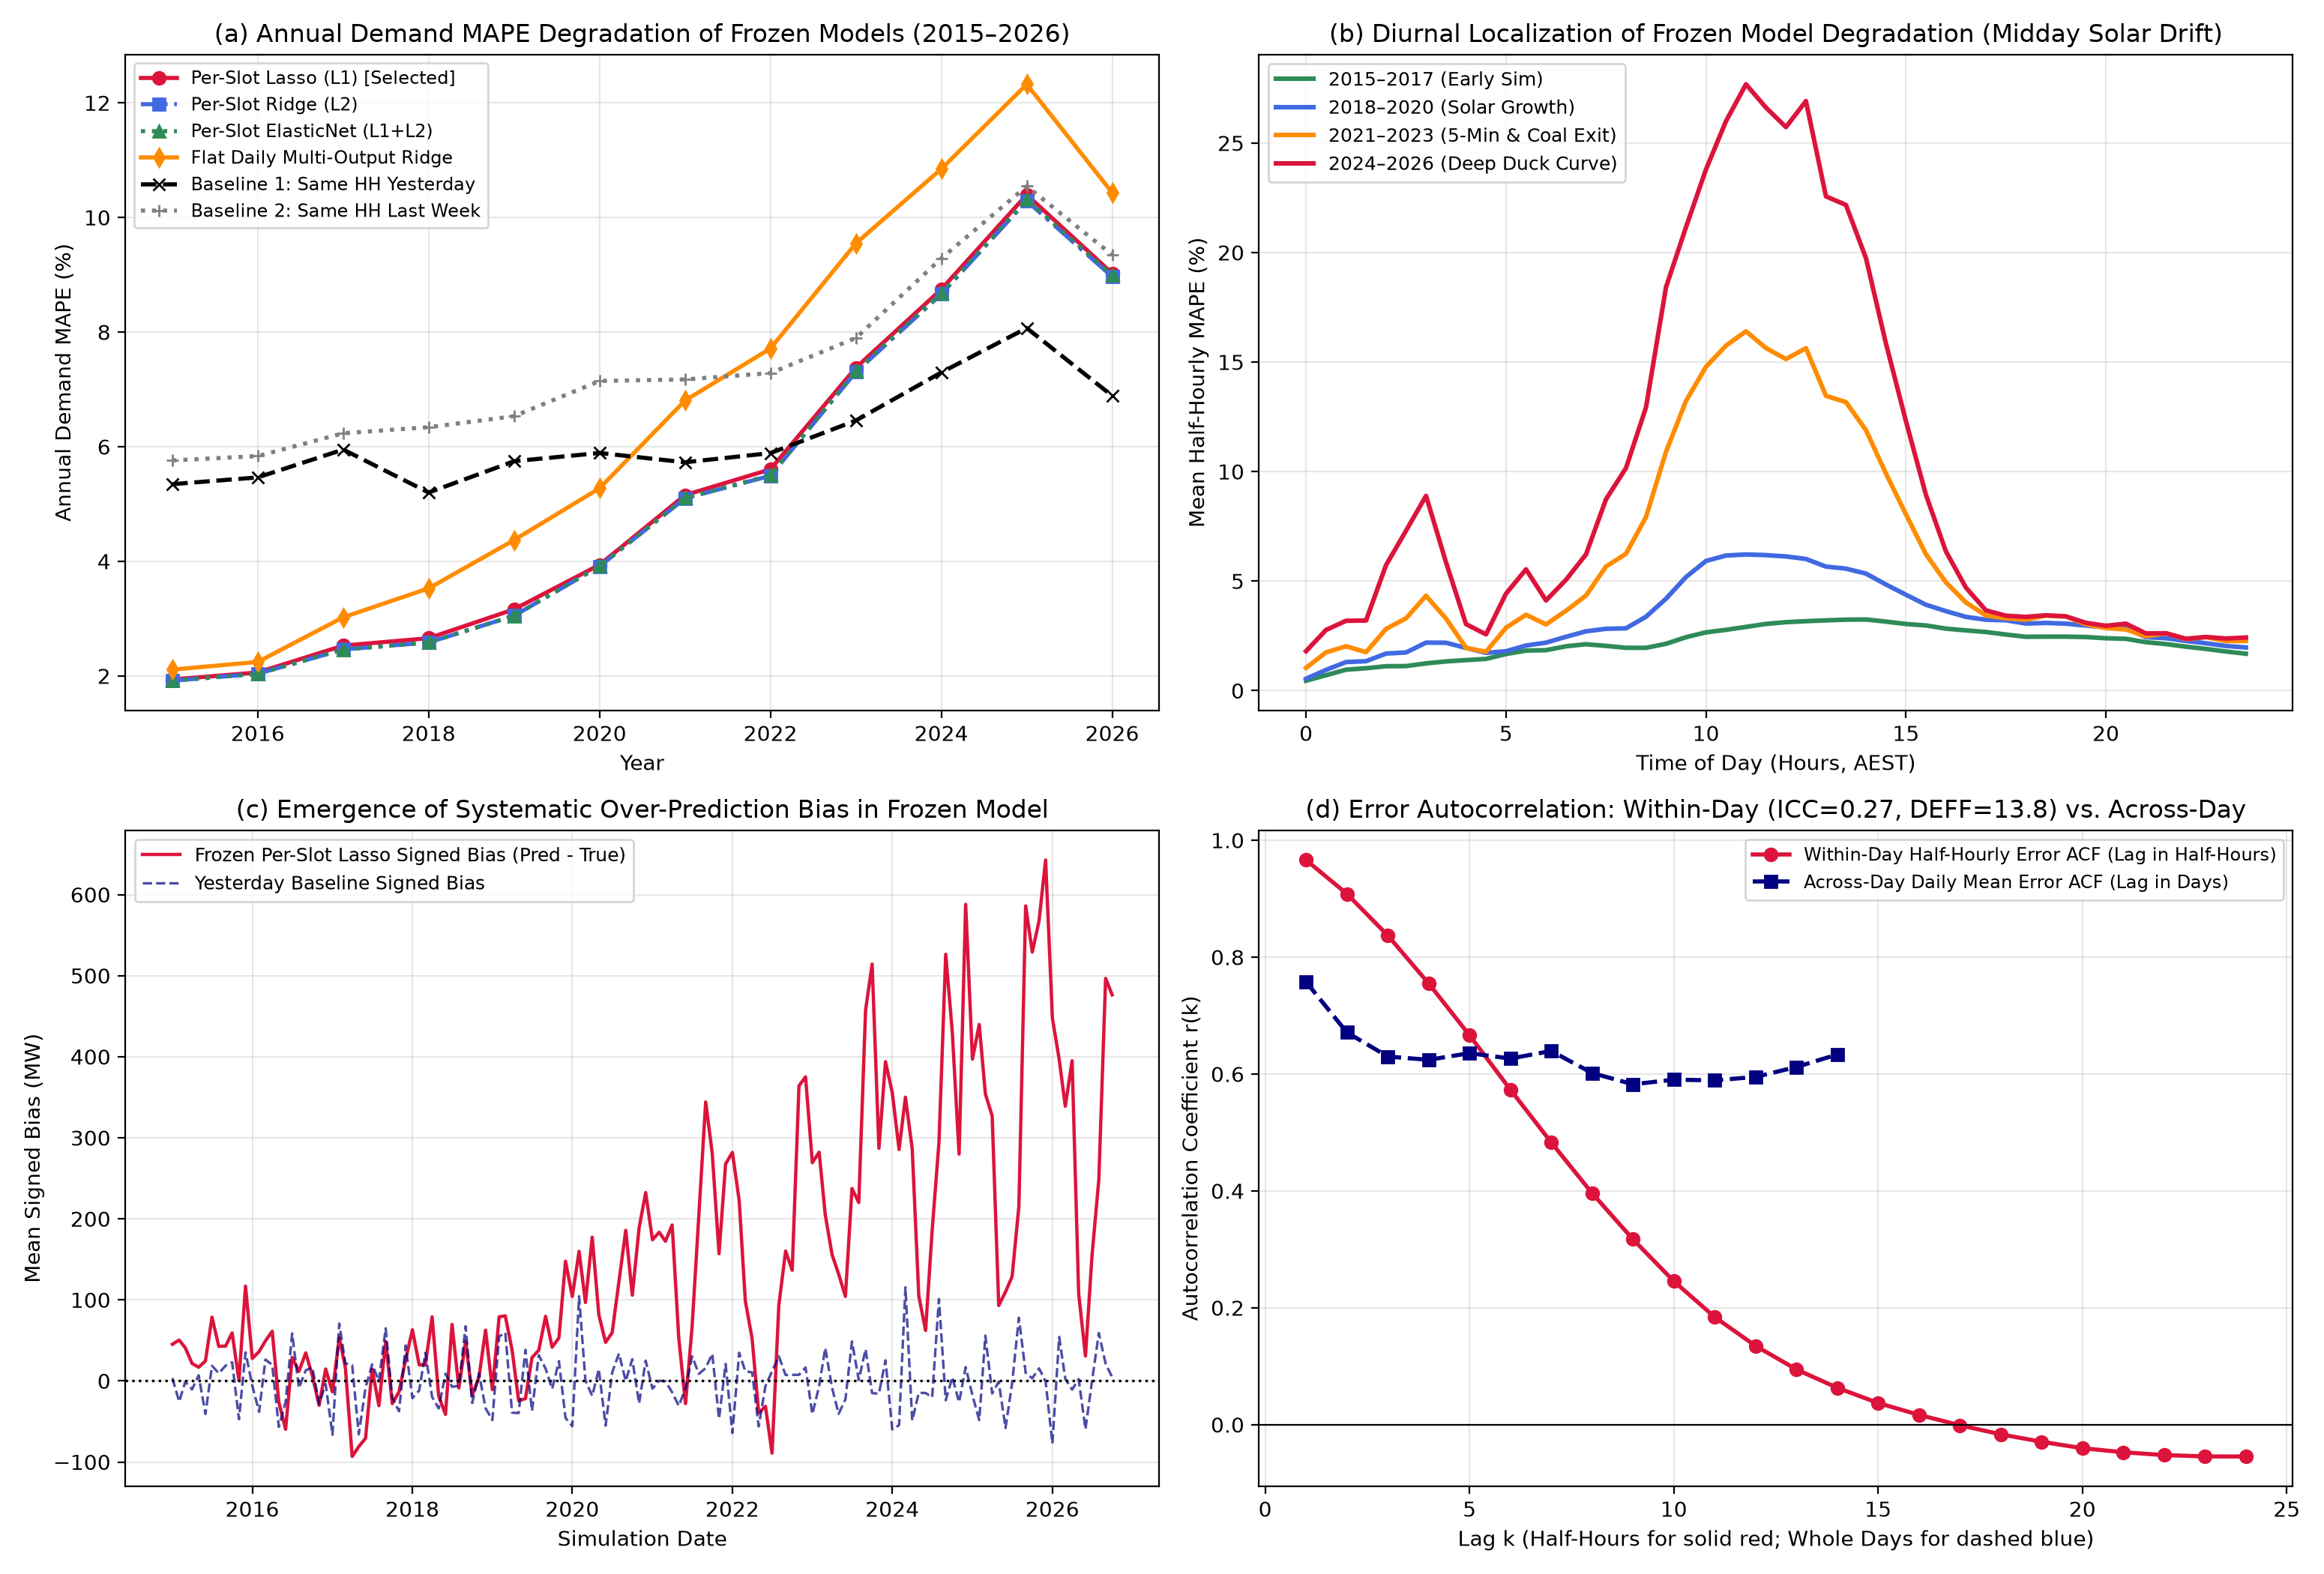 (a) Annual Demand MAPE Degradation of Frozen Models (2015–2026)
Per-Slot Lasso (L1) [Selected]
Per-Slot Ridge (L2)
Per-Slot ElasticNet (L1+L2)
Flat Daily Multi-Output Ridge
Baseline 1: Same HH Yesterday
Baseline 2: Same HH Last Week
Annual Demand MAPE (%)
12
10
8
6
4
2
2016 2018 2020 2022 2024 2026
Year
(b) Diurnal Localization of Frozen Model Degradation (Midday Solar Drift)
2015–2017 (Early Sim)
2018–2020 (Solar Growth)
2021–2023 (5-Min & Coal Exit)
2024–2026 (Deep Duck Curve)
Mean Half-Hourly MAPE (%)
25
20
15
10
5
0
0 5 10 15 20
Time of Day (Hours, AEST)
(c) Emergence of Systematic Over-Prediction Bias in Frozen Model
Frozen Per-Slot Lasso Signed Bias (Pred - True)
Yesterday Baseline Signed Bias
Mean Signed Bias (MW)
600
500
400
300
200
100
0
−100
2016 2018 2020 2022 2024 2026
Simulation Date
(d) Error Autocorrelation: Within-Day (ICC=0.27, DEFF=13.8) vs. Across-Day
Within-Day Half-Hourly Error ACF (Lag in Half-Hours)
Across-Day Daily Mean Error ACF (Lag in Days)
Autocorrelation Coefficient r(k)
1.0
0.8
0.6
0.4
0.2
0.0
0 5 10 15 20 25
Lag k (Half-Hours for solid red; Whole Days for dashed blue)